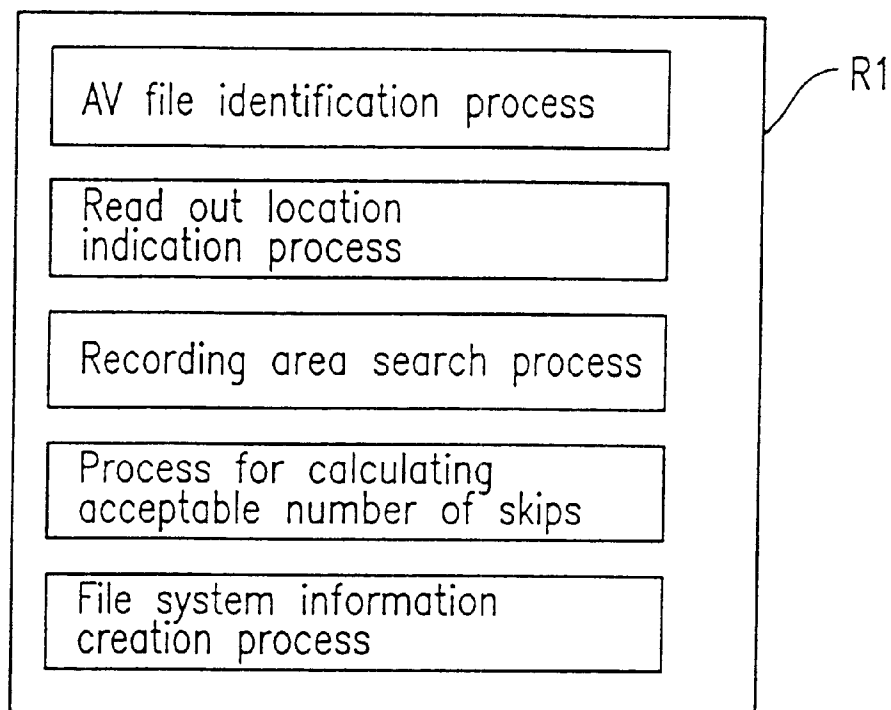 AV file identification process
R1
Read out location
indication process
Recording area search process
Process for calculating
acceptable number of skips
File system information
creation process